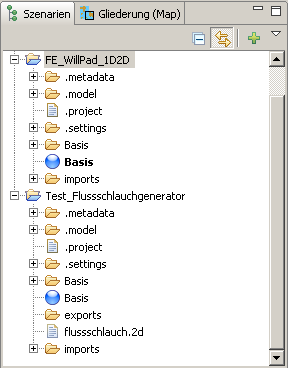 Szenarien Gliederung (Map)
FE_WillPad_1D2D
.metadata
.model
.project
.settings
Basis
Basis
imports
Test_Flussschlauchgenerator
.metadata
.model
.project
.settings
Basis
Basis
exports
flussschlauch.2d
imports